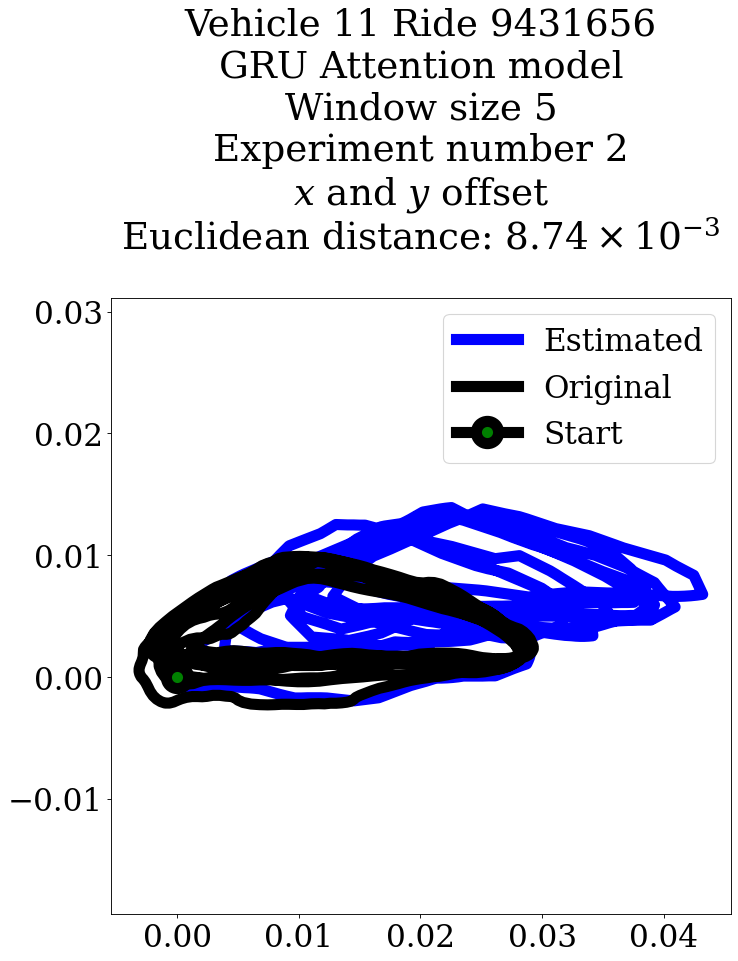 Vehicle 11 Ride 9431656
GRU Attention model
Window size 5
Experiment number 2
x and y offset
Euclidean distance: 8.74 × 10⁻³
0.03
Estimated
Original
0.02
Start
0.01
0.00
−0.01
0.00 0.01 0.02 0.03 0.04